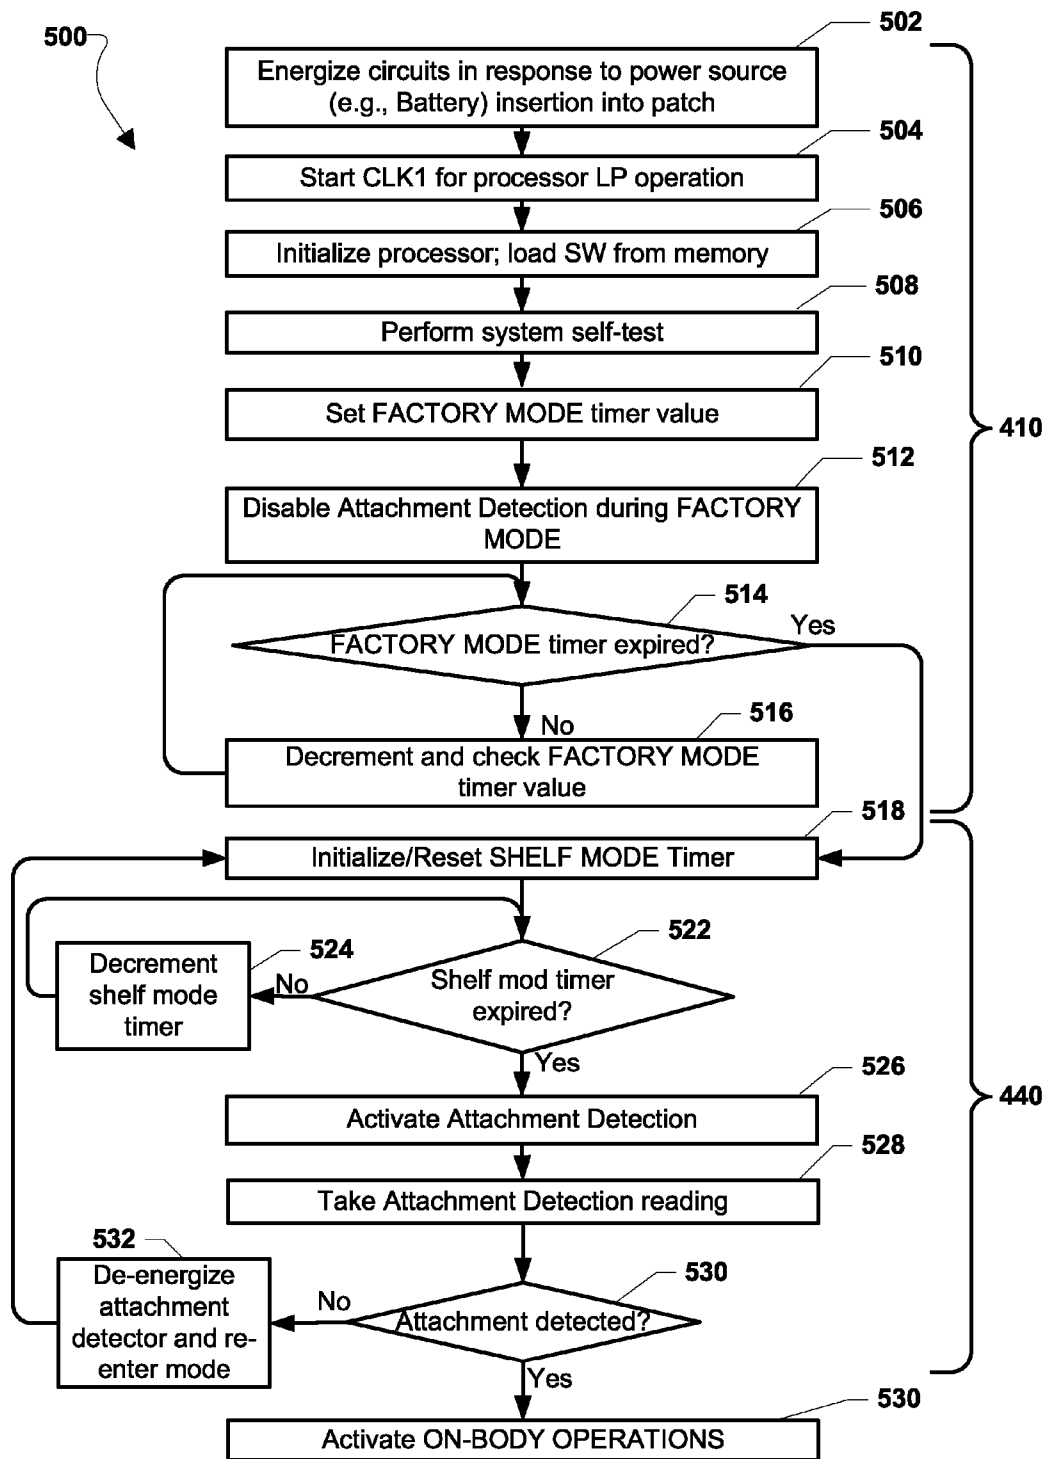 500
502
Energize circuits in response to power source
(e.g., Battery) insertion into patch
504
Start CLK1 for processor LP operation
506
Initialize processor; load SW from memory
508
Perform system self-test
510
Set FACTORY MODE timer value
410
512
Disable Attachment Detection during FACTORY
MODE
514
FACTORY MODE timer expired?
Yes
No
516
Decrement and check FACTORY MODE
timer value
518
Initialize/Reset SHELF MODE Timer
522
Shelf mod timer
expired?
No
524
Decrement
shelf mode
timer
Yes
526
Activate Attachment Detection
440
528
Take Attachment Detection reading
530
Attachment detected?
No
532
De-energize
attachment
detector and re-
enter mode
Yes
530
Activate ON-BODY OPERATIONS